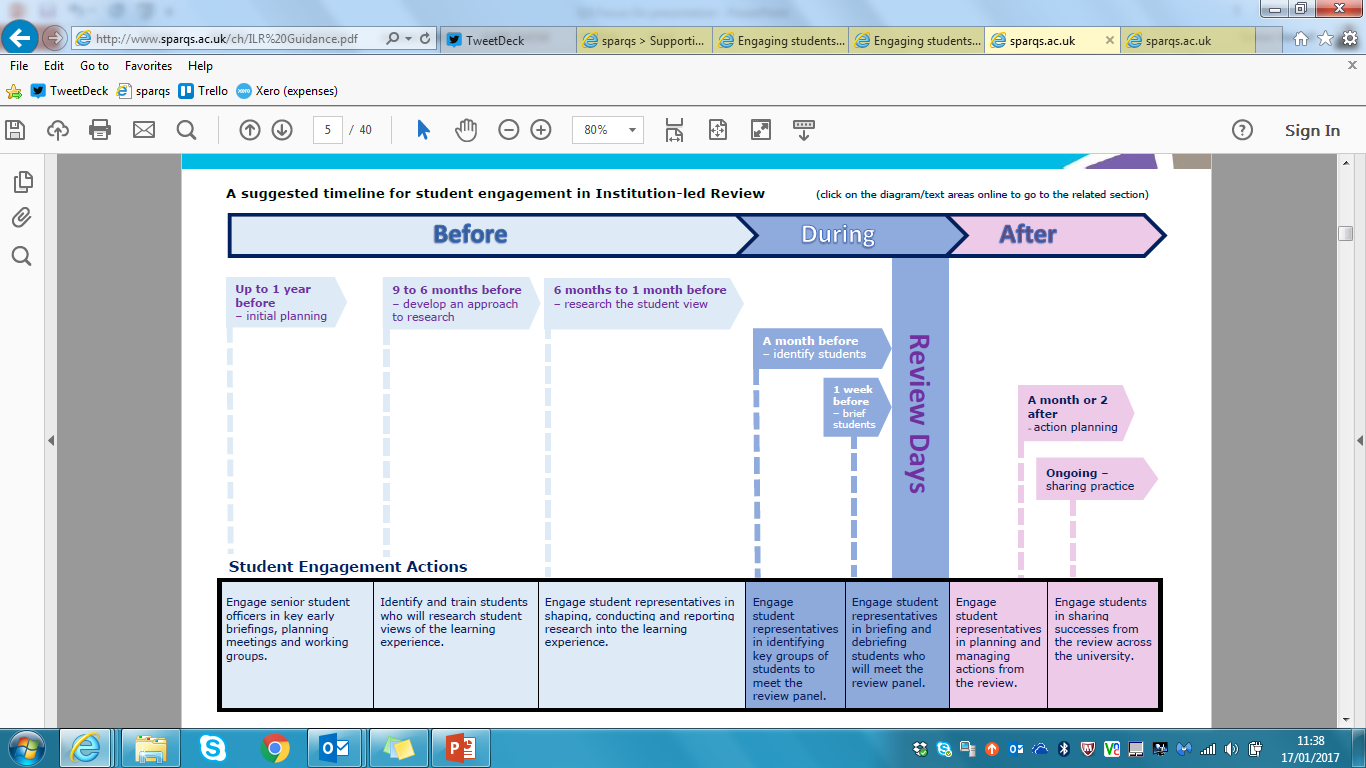 http://www.sparqs.ac.uk/ch/ILR%20Guidance.pdf
TweetDeck
sparqs > Supporti...
Engaging students...
Engaging students...
sparqs.ac.uk
sparqs.ac.uk
File Edit Go to Favorites Help
TweetDeck sparqs Trello Xero (expenses)
5 / 40 80% Sign In
A suggested timeline for student engagement in Institution-led Review
(click on the diagram/text areas online to go to the related section)
Before
During
After
Up to 1 year
before
– initial planning
9 to 6 months before
– develop an approach
to research
6 months to 1 month before
– research the student view
A month before
– identify students
1 week
before
– brief
students
Review Days
A month or 2
after
- action planning
Ongoing –
sharing practice
Student Engagement Actions
Engage senior student
officers in key early
briefings, planning
meetings and working
groups.
Identify and train students
who will research student
views of the learning
experience.
Engage student representatives in
shaping, conducting and reporting
research into the learning
experience.
Engage
student
representatives
in identifying
key groups of
students to
meet the
review panel.
Engage student
representatives
in briefing and
debriefing
students who
will meet the
review panel.
Engage
student
representatives
in planning and
managing
actions from
the review.
Engage students
in sharing
successes from
the review across
the university.
11:38
17/01/2017